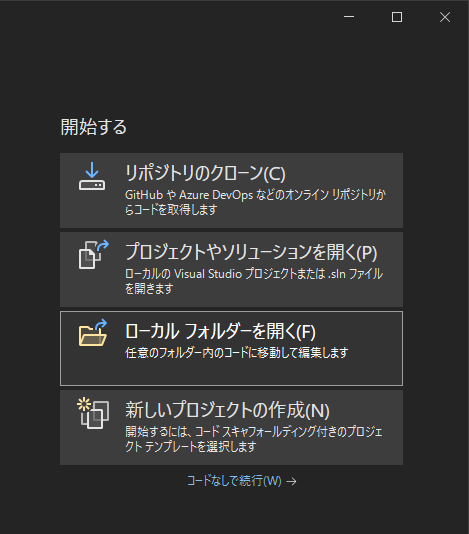 開始する
リポジトリのクローン(C)
GitHub や Azure DevOps などのオンライン リポジトリか
らコードを取得します
プロジェクトやソリューションを開く(P)
ローカルの Visual Studio プロジェクトまたは .sln ファイル
を開きます
ローカル フォルダーを開く(F)
任意のフォルダー内のコードに移動して編集します
新しいプロジェクトの作成(N)
開始するには、コード スキャフォールディング付きのプロジェ
クト テンプレートを選択します
コードなしで続行(W) →